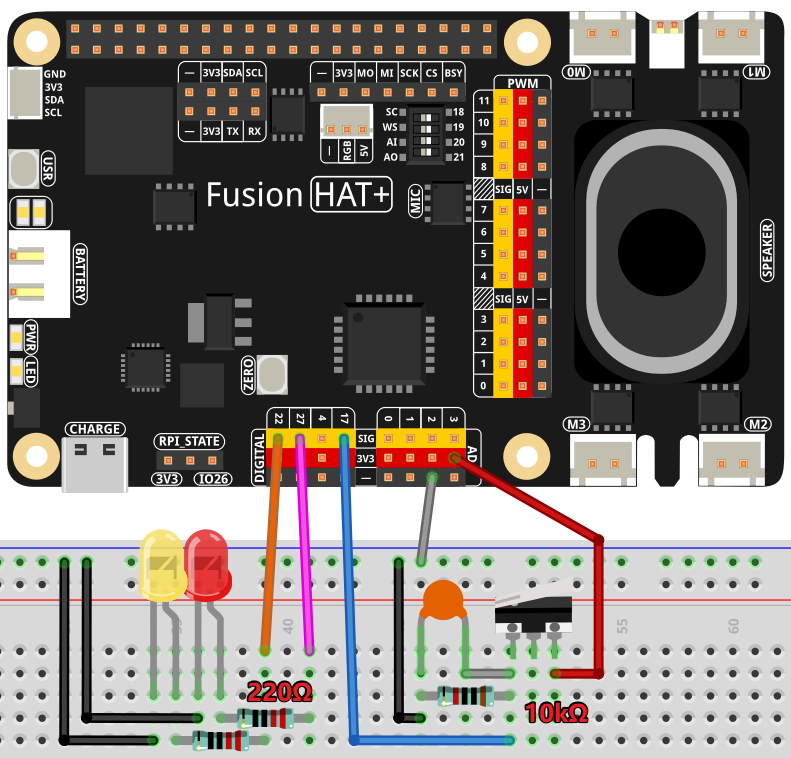 GND
3V3
SDA
SCL
— 3V3 SDA SCL
— 3V3 TX RX
— 3V3 MO MI SCK CS BSY
— RGB 5V
SC 18
WS 19
AI 20
AO 21
M0
M1
PWM
11
10
9
8
SIG 5V —
7
6
5
4
SIG 5V —
3
2
1
0
USR
Fusion HAT+
MIC
SPEAKER
BATTERY
PWR
LED
ZERO
CHARGE
RPI_STATE
3V3 IO26
DIGITAL
22 27 4 17
SIG
3V3
—
0 1 2 3
AD
M3
M2
35
40
55
60
220Ω
10kΩ